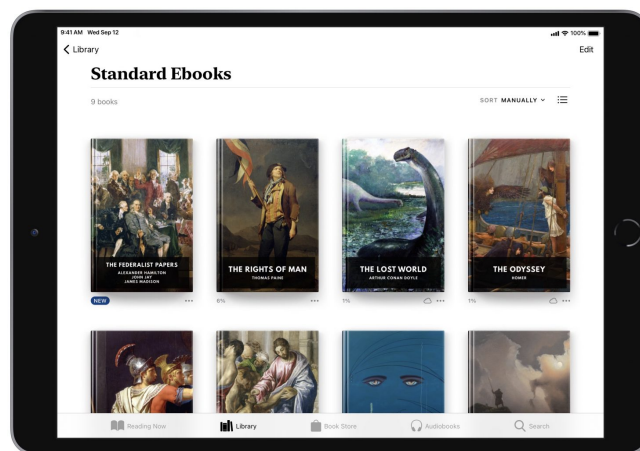 9:41 AM Wed Sep 12
100%
Library
Edit
Standard Ebooks
9 books
SORT MANUALLY
THE FEDERALIST PAPERS
ALEXANDER HAMILTON
JOHN JAY
JAMES MADISON
THE RIGHTS OF MAN
THOMAS PAINE
THE LOST WORLD
ARTHUR CONAN DOYLE
THE ODYSSEY
HOMER
NEW
6%
1%
1%
Reading Now
Library
Book Store
Audiobooks
Search